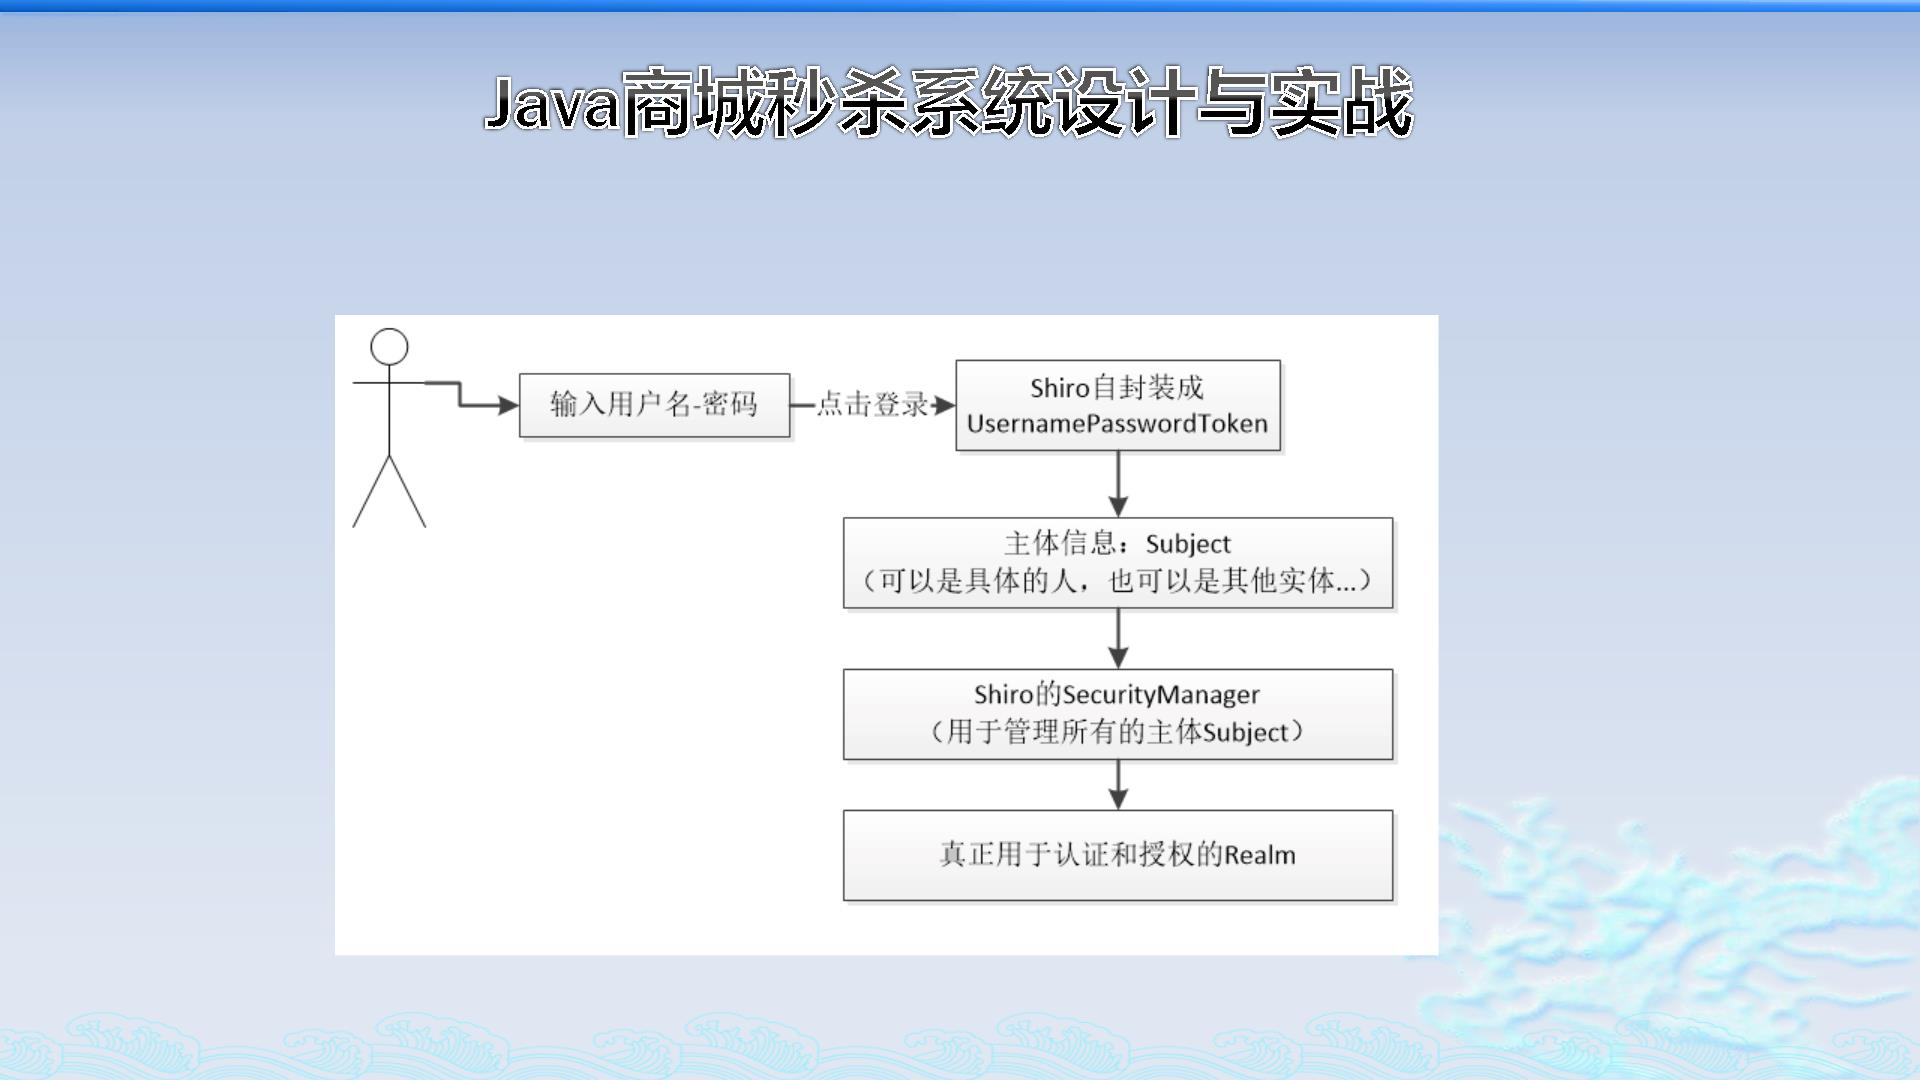 Java商城秒杀系统设计与实战
输入用户名-密码
点击登录
Shiro自封装成
UsernamePasswordToken
主体信息：Subject
（可以是具体的人，也可以是其他实体...）
Shiro的SecurityManager
（用于管理所有的主体Subject）
真正用于认证和授权的Realm